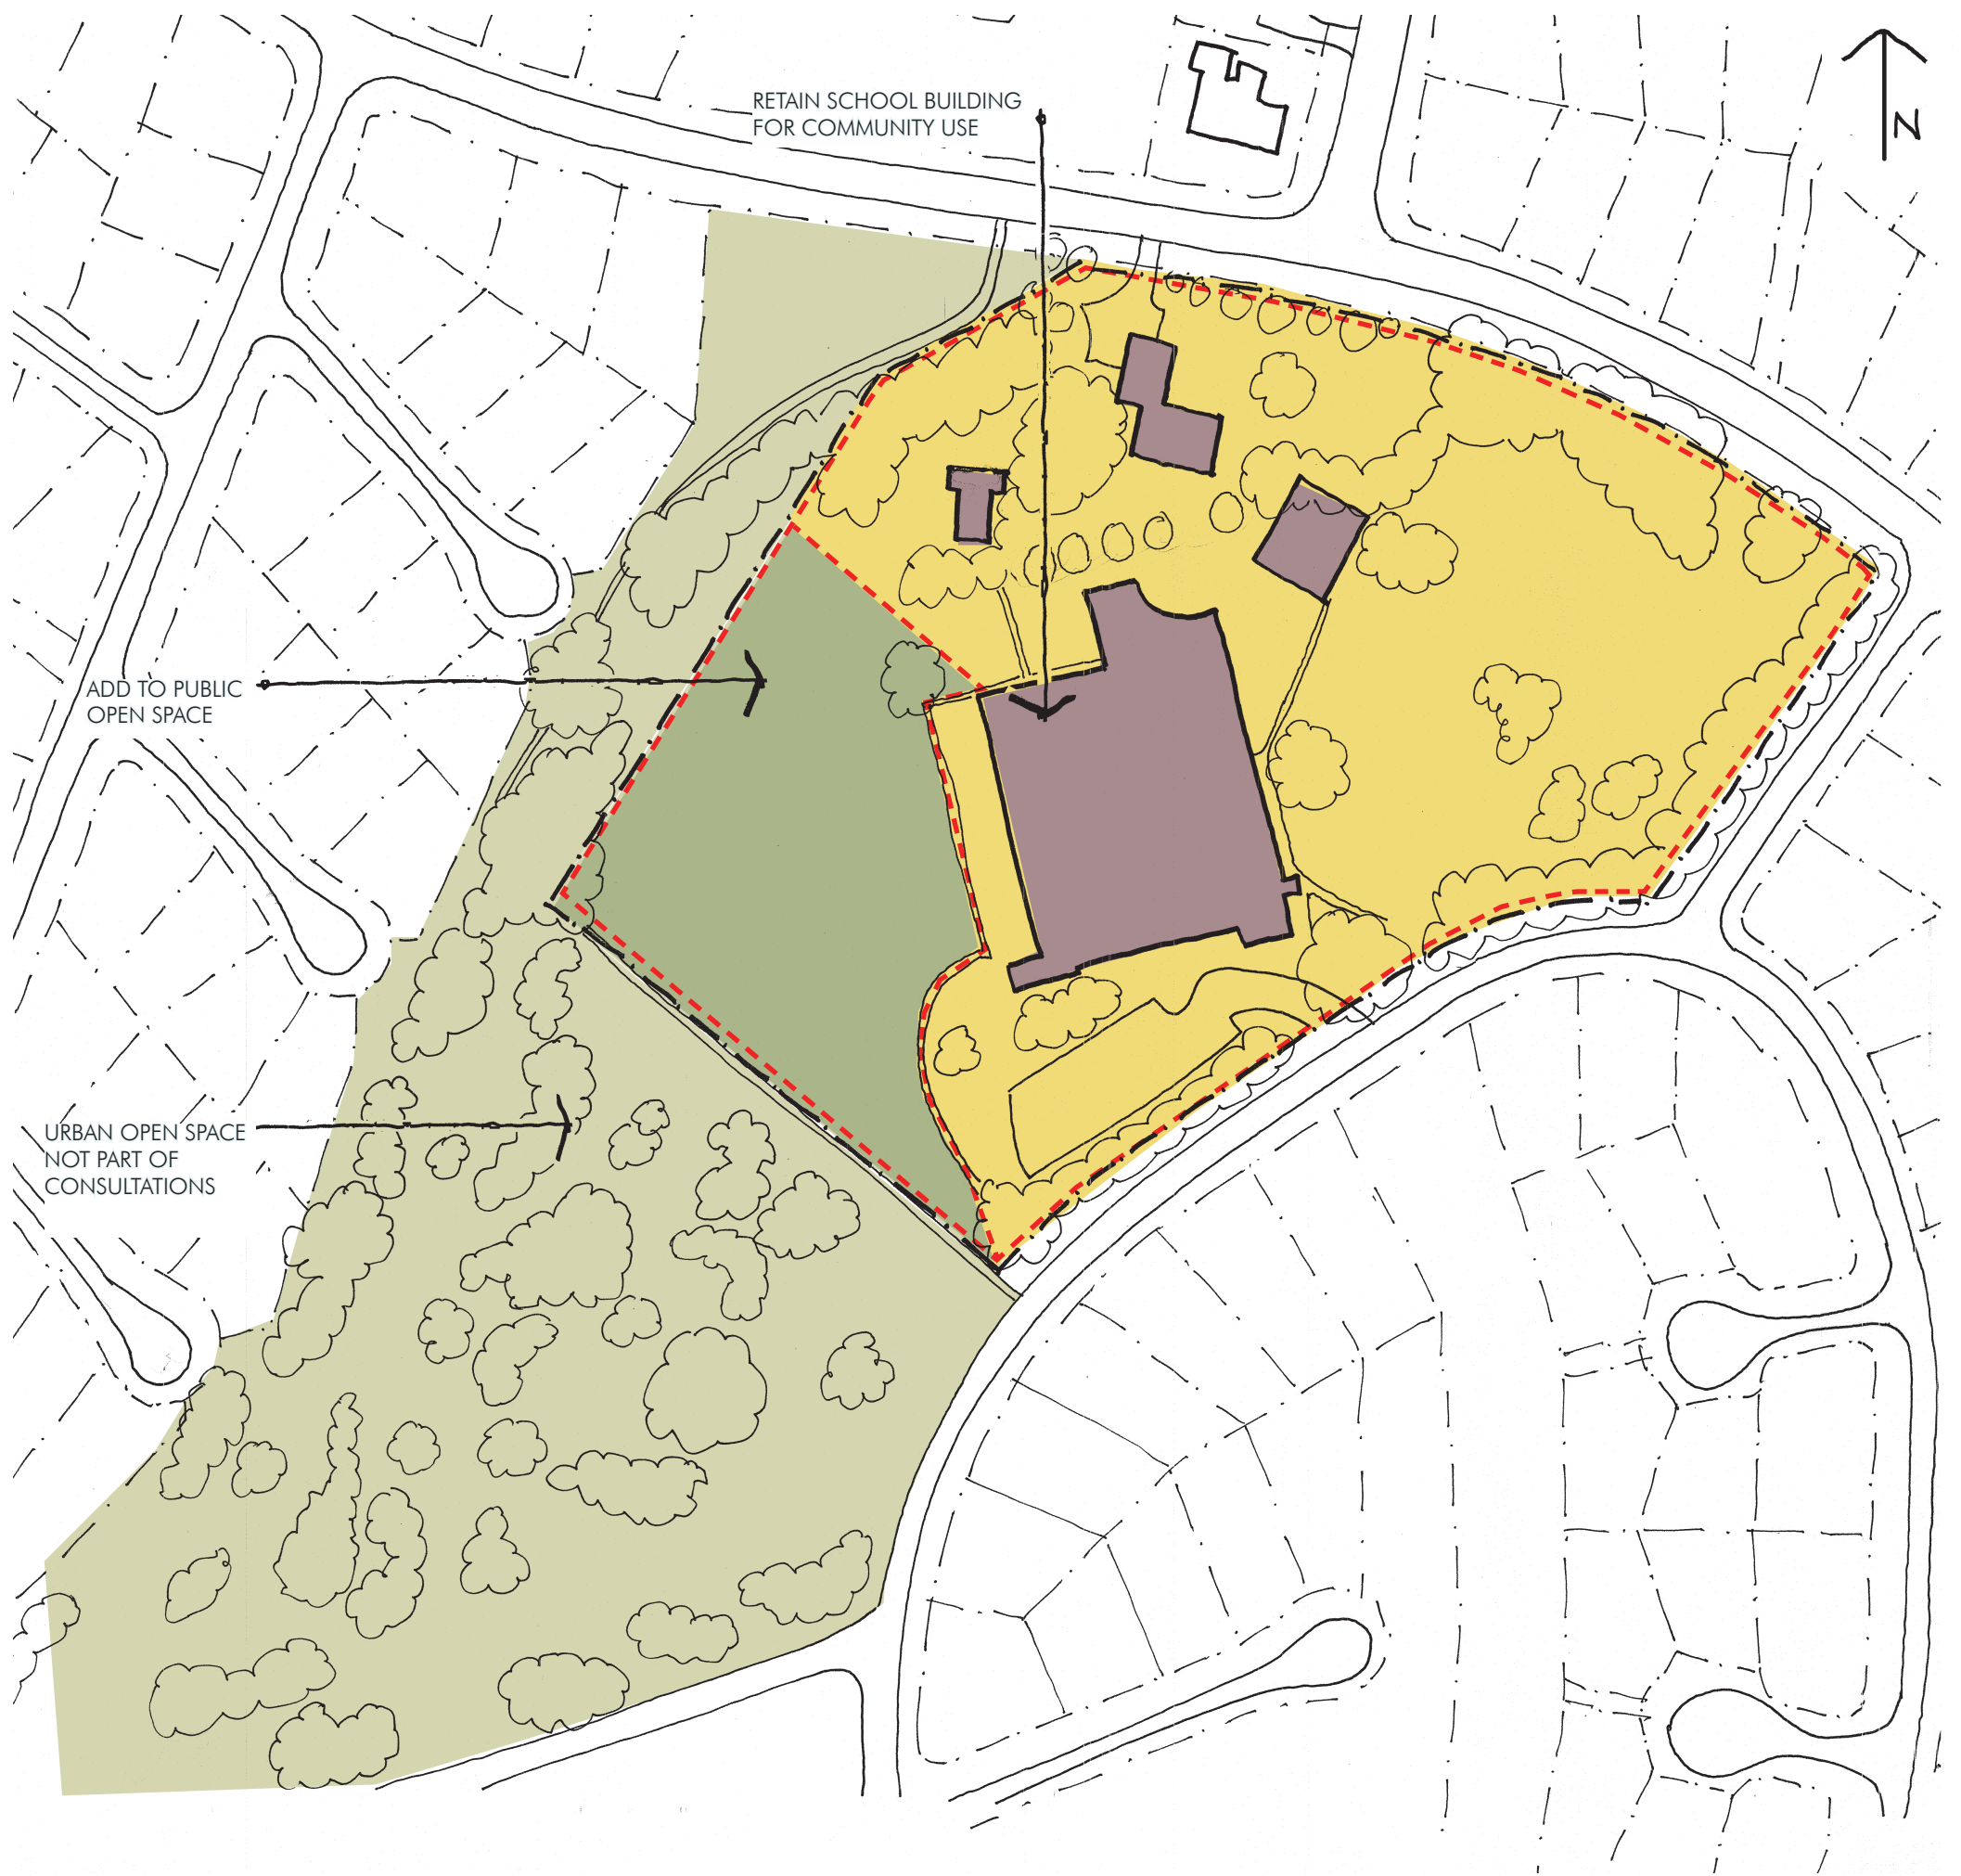 RETAIN SCHOOL BUILDING
FOR COMMUNITY USE
N
ADD TO PUBLIC
OPEN SPACE
URBAN OPEN SPACE
NOT PART OF
CONSULTATIONS